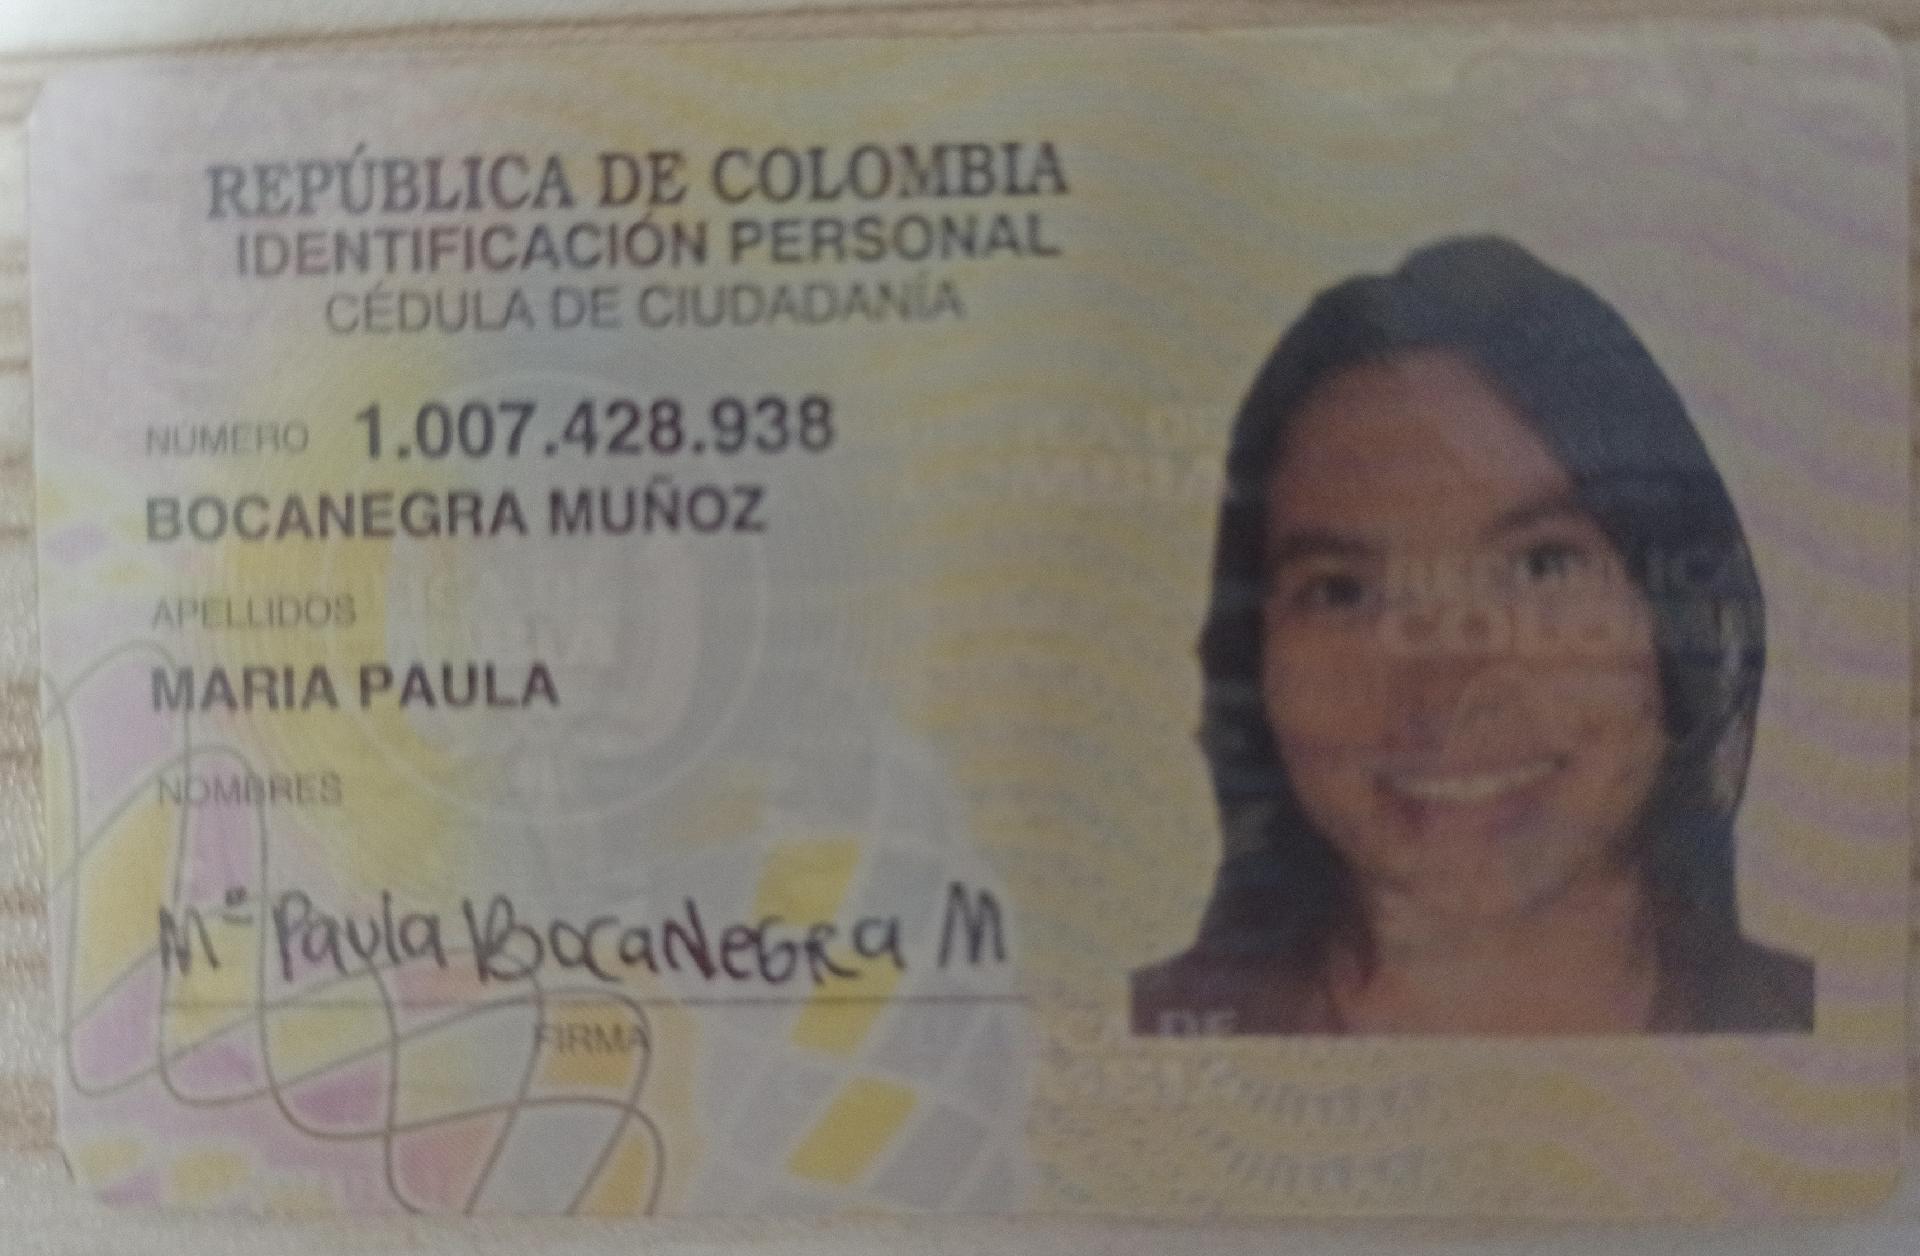 REPÚBLICA DE COLOMBIA
IDENTIFICACIÓN PERSONAL
CÉDULA DE CIUDADANÍA
NÚMERO 1.007.428.938
BOCANEGRA MUÑOZ
APELLIDOS
MARIA PAULA
NOMBRES
Mª Paula BocaNegra M
FIRMA